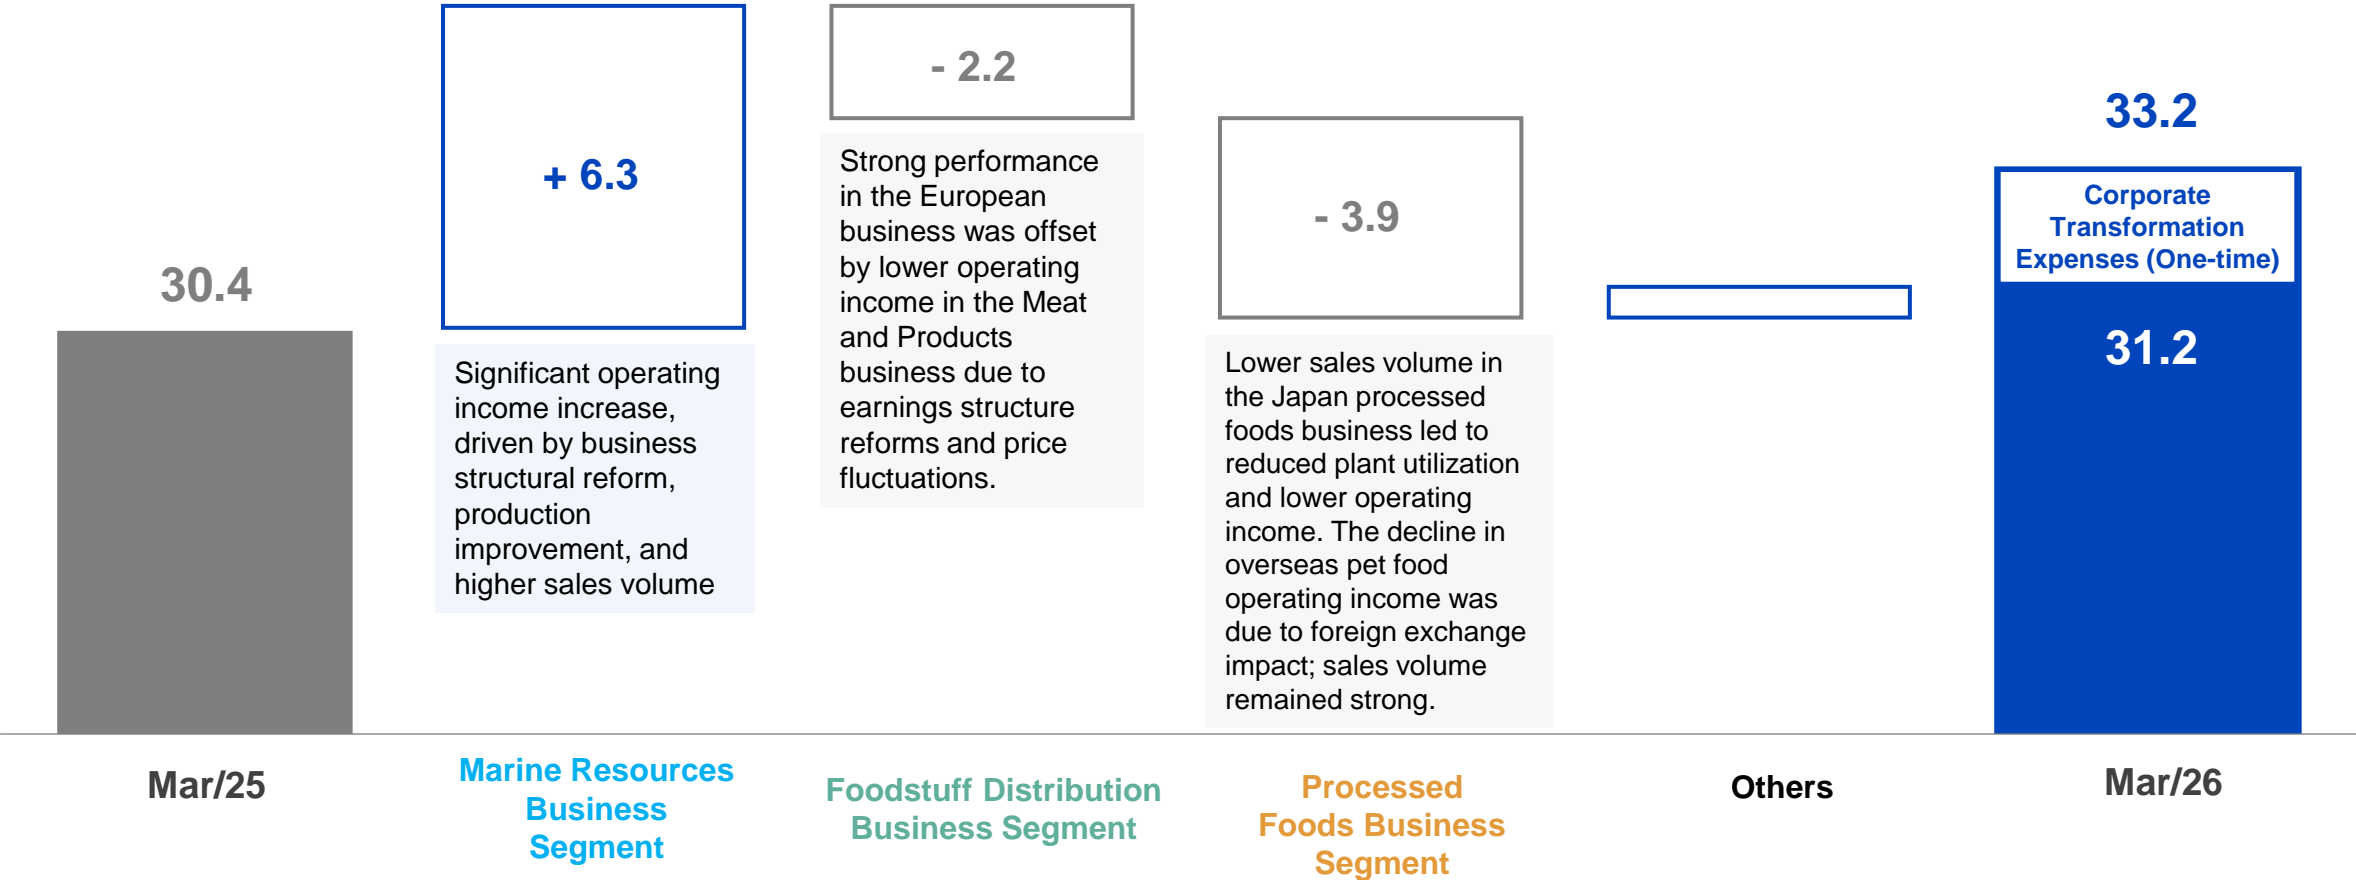 30.4
Mar/25
+ 6.3
Significant operating
income increase,
driven by business
structural reform,
production
improvement, and
higher sales volume
Marine Resources
Business
Segment
- 2.2
Strong performance
in the European
business was offset
by lower operating
income in the Meat
and Products
business due to
earnings structure
reforms and price
fluctuations.
Foodstuff Distribution
Business Segment
- 3.9
Lower sales volume in
the Japan processed
foods business led to
reduced plant utilization
and lower operating
income. The decline in
overseas pet food
operating income was
due to foreign exchange
impact; sales volume
remained strong.
Processed
Foods Business
Segment
Others
33.2
Corporate
Transformation
Expenses (One-time)
31.2
Mar/26